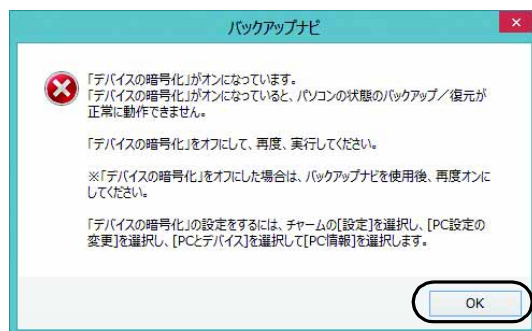 バックアップナビ
「デバイスの暗号化」がオンになっています。
「デバイスの暗号化」がオンになっていると、パソコンの状態のバックアップ/復元が
正常に動作できません。
「デバイスの暗号化」をオフにして、再度、実行してください。
※「デバイスの暗号化」をオフにした場合は、バックアップナビを使用後、再度オンに
してください。
「デバイスの暗号化」の設定をするには、チャームの[設定]を選択し、[PC設定の
変更]を選択し、[PCとデバイス]を選択して[PC情報]を選択します。
OK